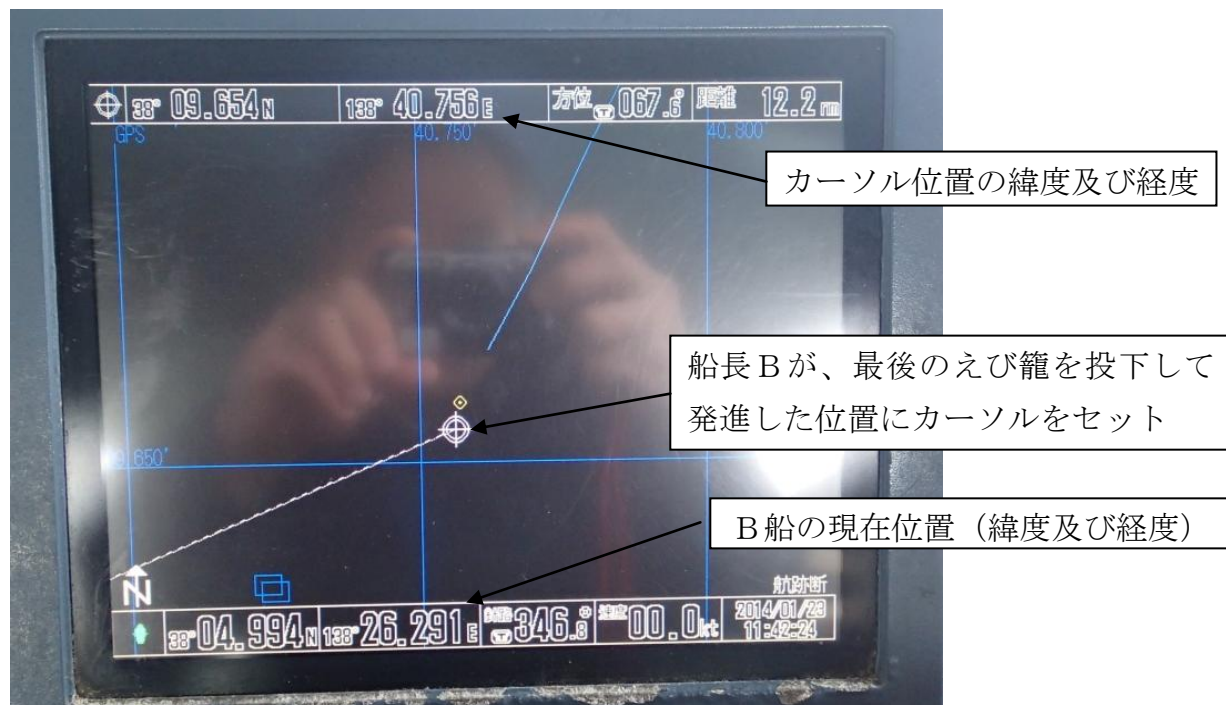 38° 09.654 N 138° 40.756 E 方位 T 067.6° 距離 12.2 nm
GPS 40.750' 40.800
カーソル位置の緯度及び経度
船長Bが、最後のえび籠を投下して
発進した位置にカーソルをセット
9.650'
B船の現在位置（緯度及び経度）
N
航跡断
38° 04.994 N 138° 26.291 E 針路 T 346.8° 速度 00.0 kt 2014/01/23
11:42:24